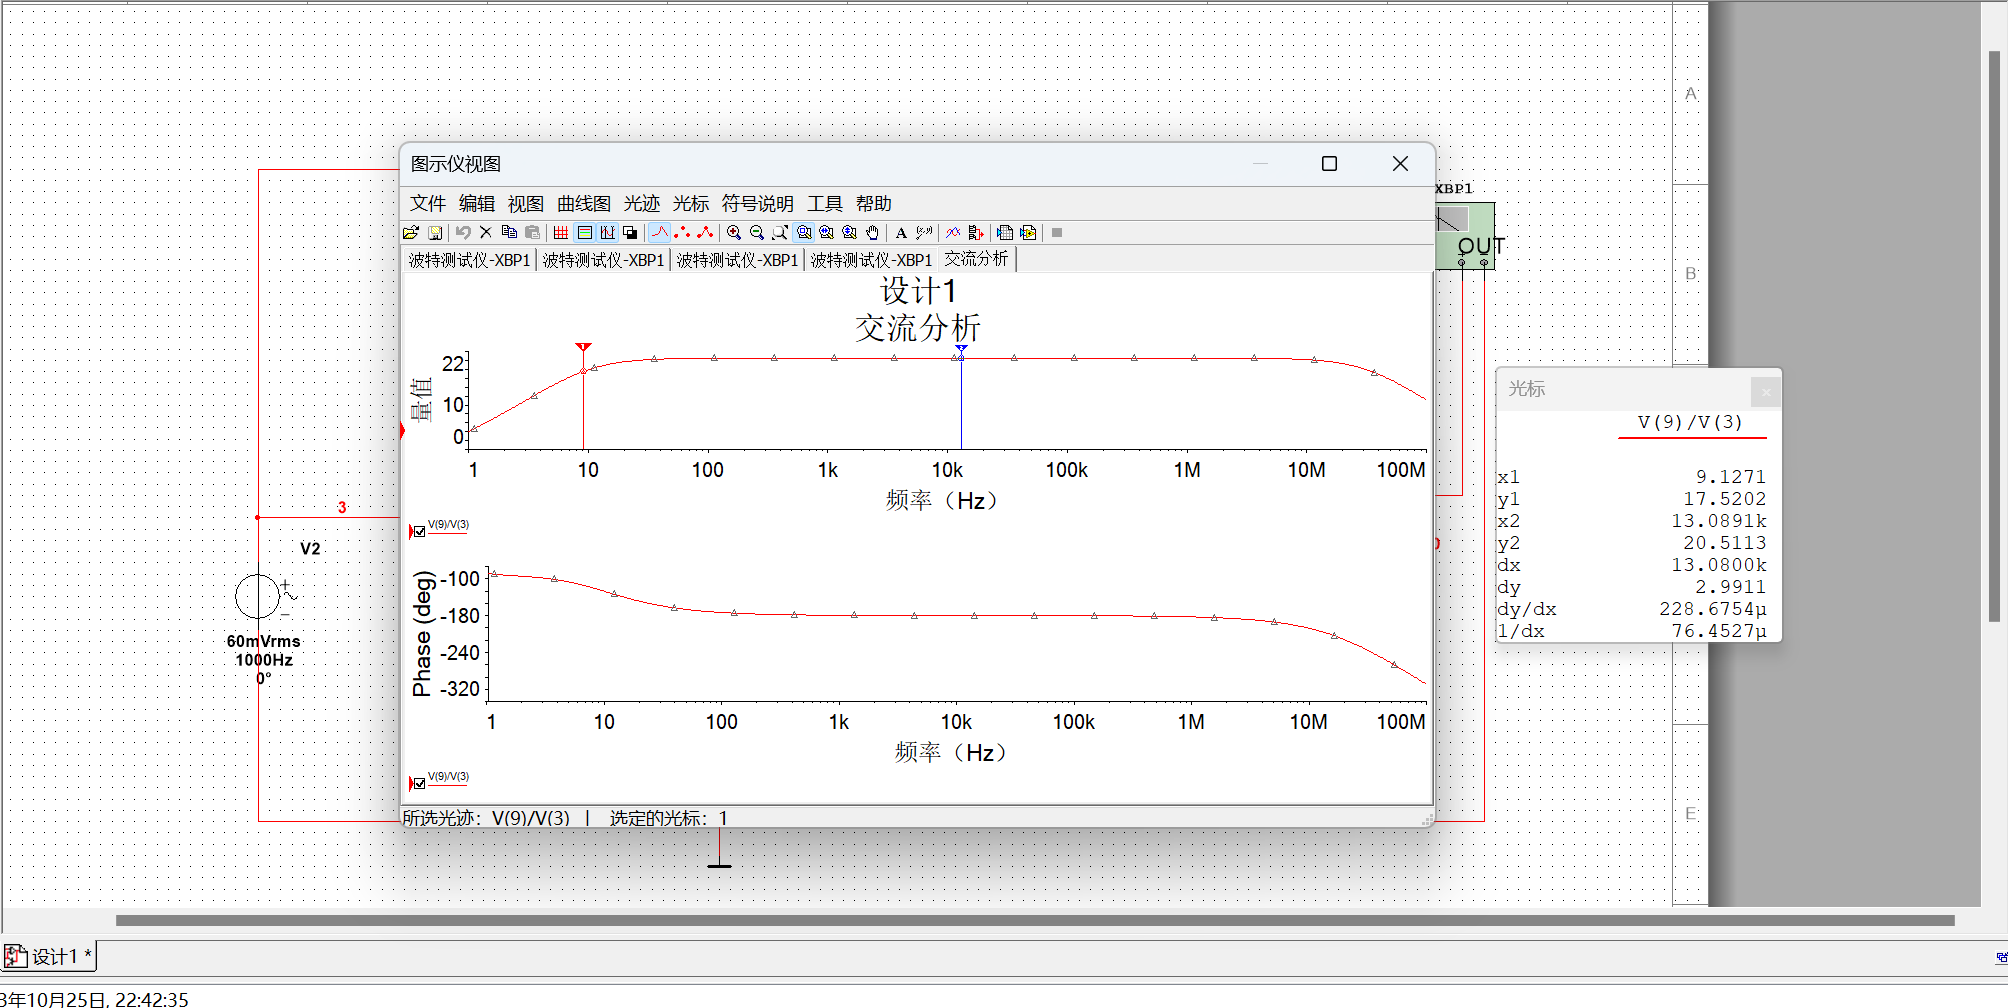 A
图示仪视图
XBP1
文件 编辑 视图 曲线图 光迹 光标 符号说明 工具 帮助
OUT
波特测试仪-XBP1 波特测试仪-XBP1 波特测试仪-XBP1 波特测试仪-XBP1 交流分析
B
设计1
交流分析
1 2
22
10
0
量值
1 10 100 1k 10k 100k 1M 10M 100M
频率（Hz）
V(9)/V(3)
光标
V(9)/V(3)
x1 9.1271
y1 17.5202
x2 13.0891k
y2 20.5113
dx 13.0800k
dy 2.9911
dy/dx 228.6754µ
1/dx 76.4527µ
3
V2
60mVrms
1000Hz
0°
-100
-180
-240
-320
Phase (deg)
1 10 100 1k 10k 100k 1M 10M 100M
频率（Hz）
V(9)/V(3)
所选光迹：V(9)/V(3) | 选定的光标：1
E
设计1 *
3年10月25日, 22:42:35